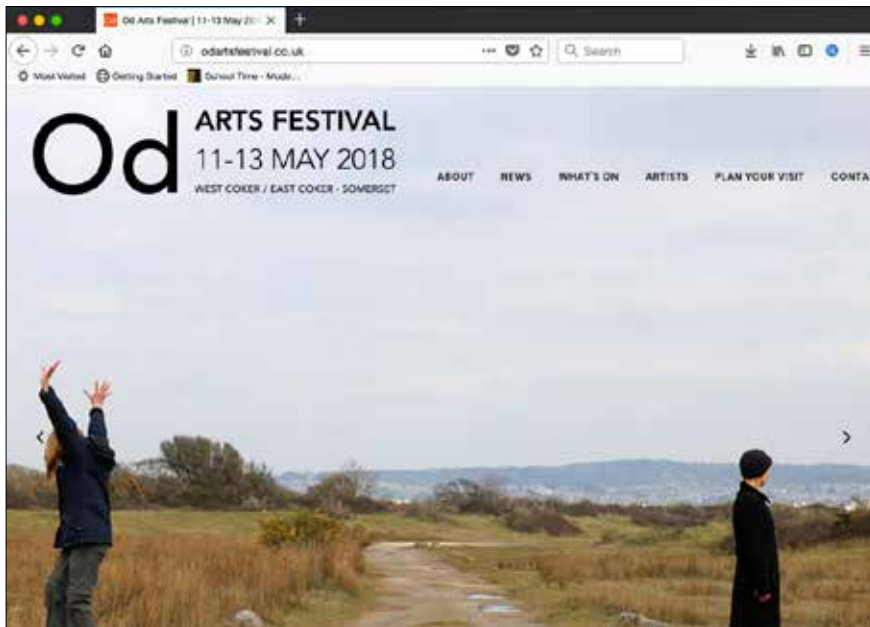 Od Arts Festival | 11-13 May 20
odartsfestival.co.uk
Search
Most Visited
Getting Started
School Time - Mode...
Od
ARTS FESTIVAL
11-13 MAY 2018
WEST COKER / EAST COKER - SOMERSET
ABOUT NEWS WHAT'S ON ARTISTS PLAN YOUR VISIT CONTA